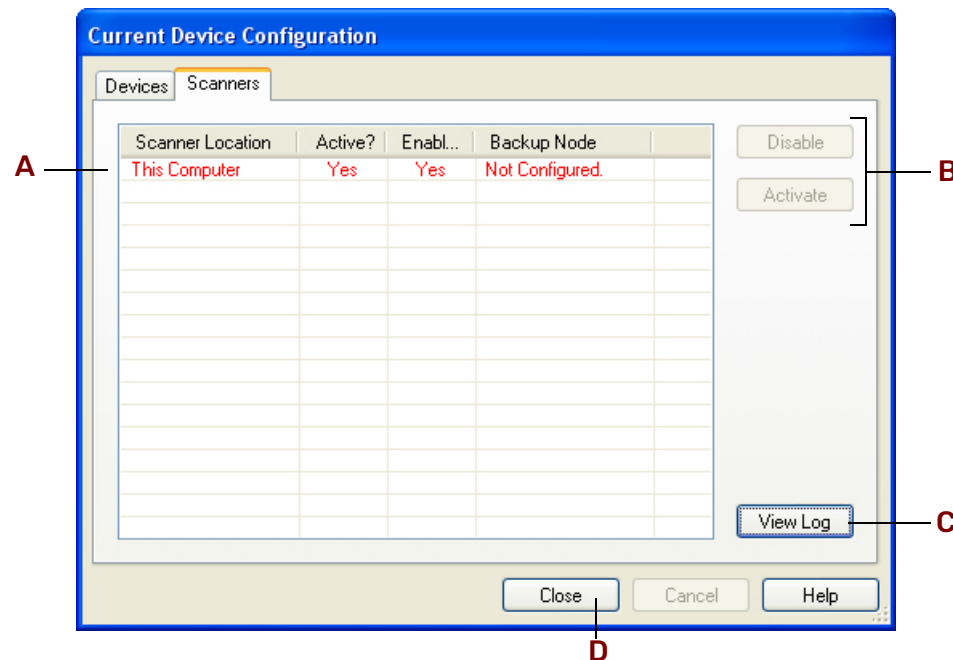 Current Device Configuration
Devices Scanners
Scanner Location Active? Enabl... Backup Node
Disable
A
This Computer Yes Yes Not Configured.
B
Activate
View Log
C
Close Cancel Help
D